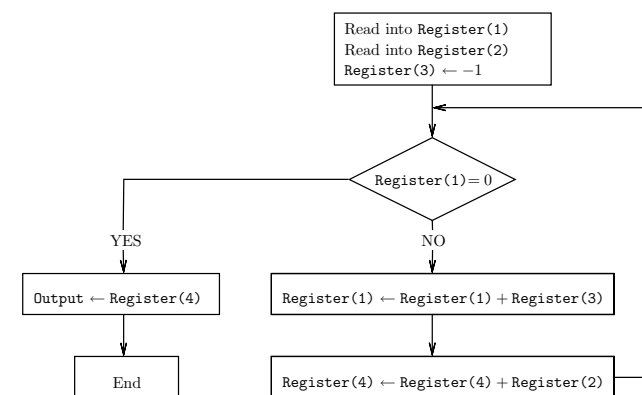 Read into Register(1)
Read into Register(2)
Register(3) ← −1
Register(1) = 0
YES
NO
Output ← Register(4)
Register(1) ← Register(1) + Register(3)
End
Register(4) ← Register(4) + Register(2)